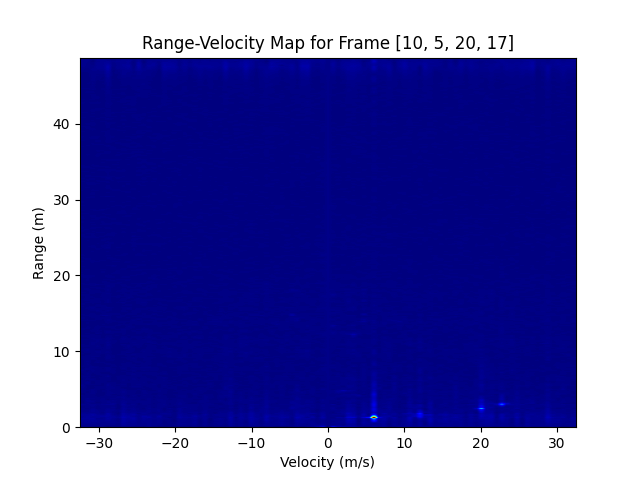 Range-Velocity Map for Frame [10, 5, 20, 17]
40
30
20
10
0
Range (m)
−30 −20 −10 0 10 20 30
Velocity (m/s)